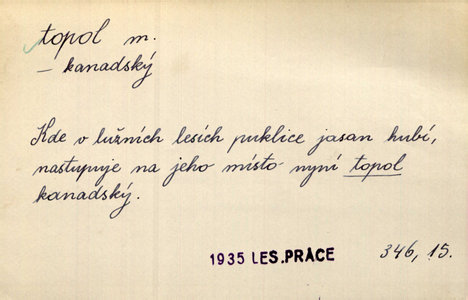 topol m.
– kanadský
Kde v lužních lesích puklice jasan hubí,
nastupuje na jeho místo nyní topol
kanadský.
1935 LES. PRÁCE 346, 15.